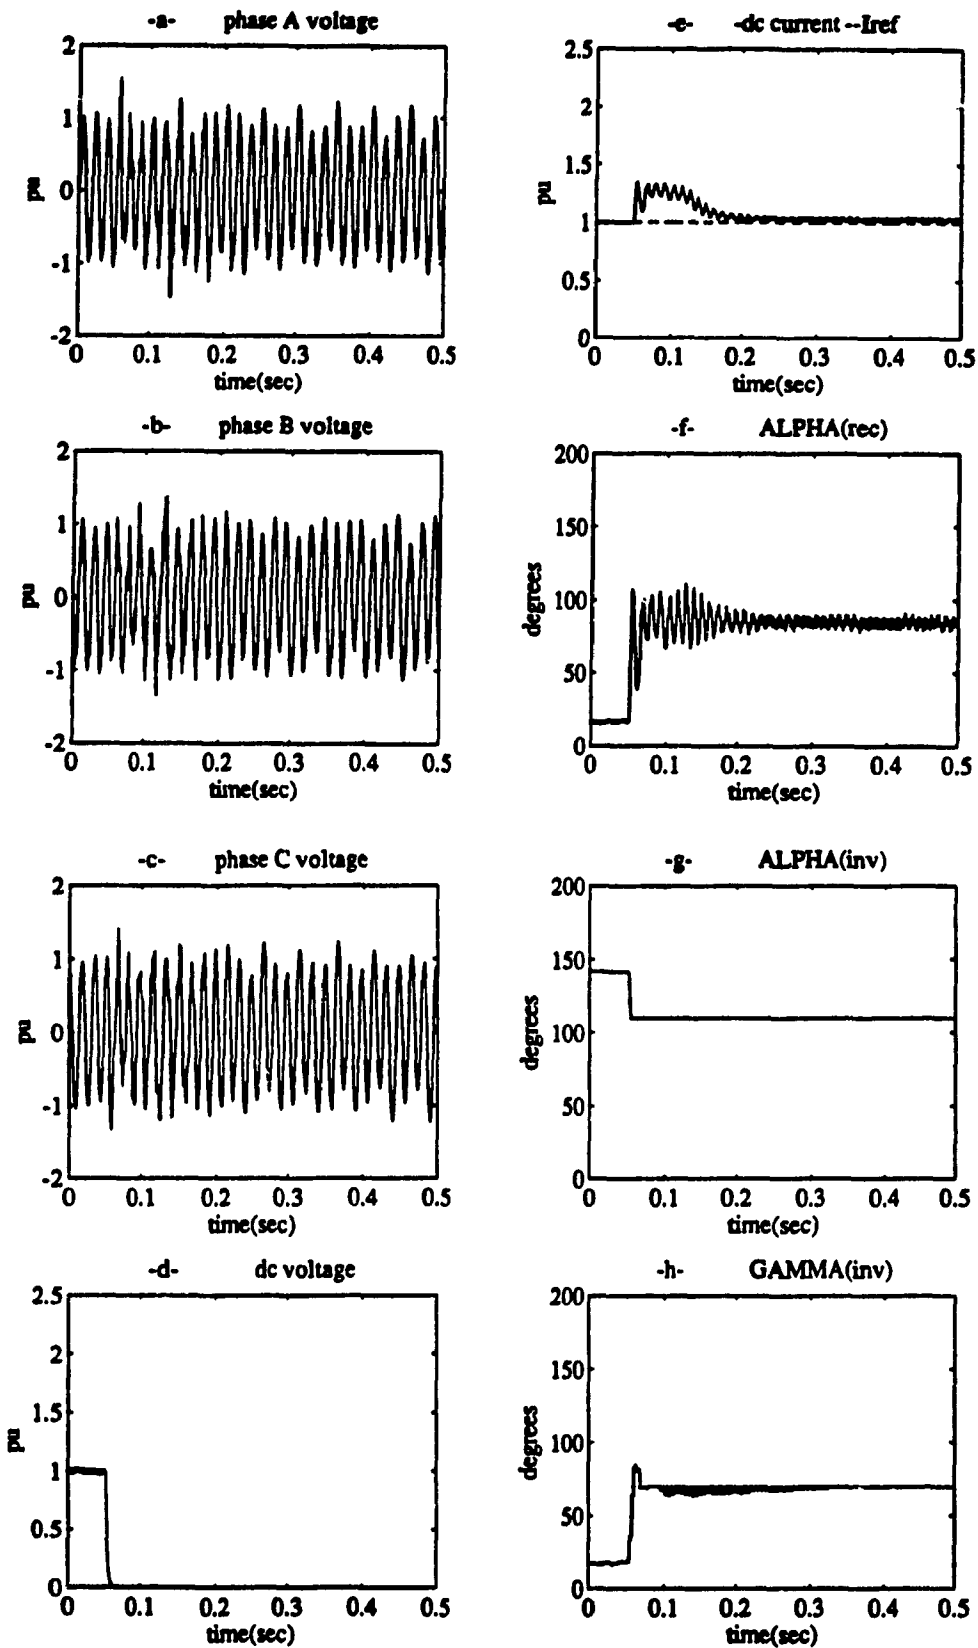 -a- phase A voltage
2
1
0
-1
-2
pu
0 0.1 0.2 0.3 0.4 0.5
time(sec)
-e- -dc current --Iref
2.5
2
1.5
1
0.5
0
pu
0 0.1 0.2 0.3 0.4 0.5
time(sec)
-b- phase B voltage
2
1
0
-1
-2
pu
0 0.1 0.2 0.3 0.4 0.5
time(sec)
-f- ALPHA(rec)
200
150
100
50
0
degrees
0 0.1 0.2 0.3 0.4 0.5
time(sec)
-c- phase C voltage
2
1
0
-1
-2
pu
0 0.1 0.2 0.3 0.4 0.5
time(sec)
-g- ALPHA(inv)
200
150
100
50
0
degrees
0 0.1 0.2 0.3 0.4 0.5
time(sec)
-d- dc voltage
2.5
2
1.5
1
0.5
0
pu
0 0.1 0.2 0.3 0.4 0.5
time(sec)
-h- GAMMA(inv)
200
150
100
50
0
degrees
0 0.1 0.2 0.3 0.4 0.5
time(sec)